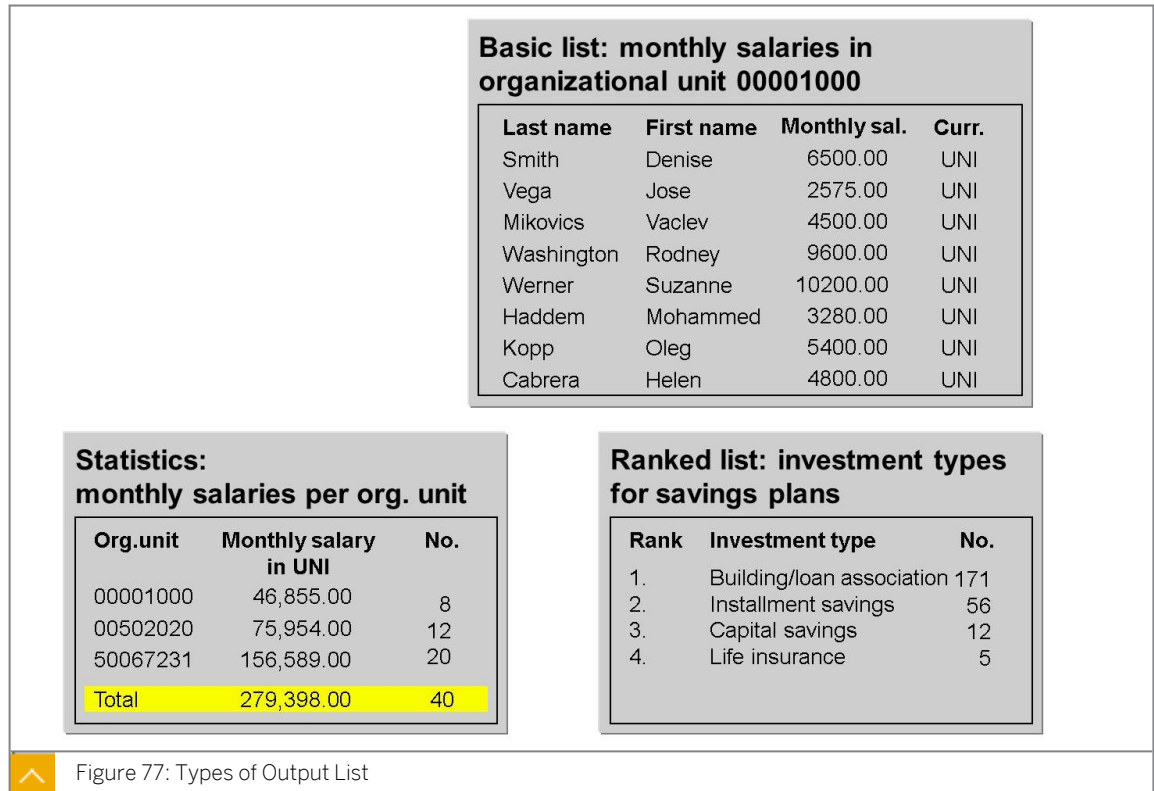 Basic list: monthly salaries in
organizational unit 00001000
Last name First name Monthly sal. Curr.
Smith Denise 6500.00 UNI
Vega Jose 2575.00 UNI
Mikovics Vaclev 4500.00 UNI
Washington Rodney 9600.00 UNI
Werner Suzanne 10200.00 UNI
Haddem Mohammed 3280.00 UNI
Kopp Oleg 5400.00 UNI
Cabrera Helen 4800.00 UNI
Statistics:
monthly salaries per org. unit
Org.unit Monthly salary No.
in UNI
00001000 46,855.00 8
00502020 75,954.00 12
50067231 156,589.00 20
Total 279,398.00 40
Ranked list: investment types
for savings plans
Rank Investment type No.
1. Building/loan association 171
2. Installment savings 56
3. Capital savings 12
4. Life insurance 5
Figure 77: Types of Output List